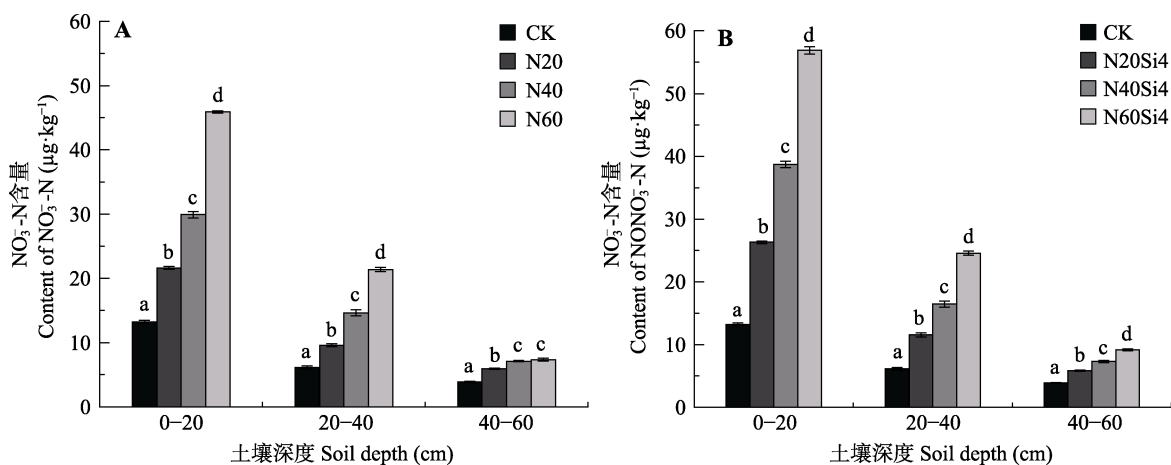 A
CK
N20
N40
N60
60
50
40
30
20
10
0
NO₃⁻-N含量
Content of NO₃⁻-N (μg·kg⁻¹)
a
b
c
d
a
b
c
d
a
b
c
c
0−20
20−40
40−60
土壤深度 Soil depth (cm)
B
CK
N20Si4
N40Si4
N60Si4
60
50
40
30
20
10
0
NO₃⁻-N含量
Content of NONO₃⁻-N (μg·kg⁻¹)
a
b
c
d
a
b
c
d
a
b
c
d
0−20
20−40
40−60
土壤深度 Soil depth (cm)